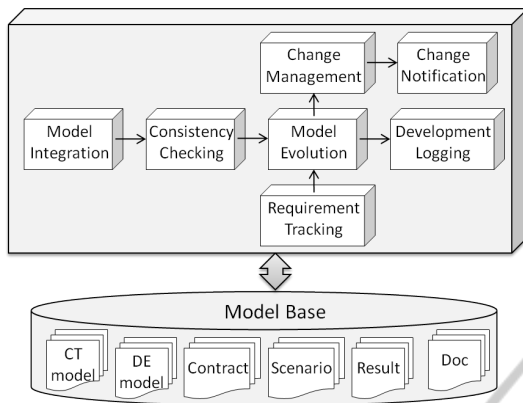 Change
Management
Change
Notification
Model
Integration
Consistency
Checking
Model
Evolution
Development
Logging
Requirement
Tracking
Model Base
CT
model
DE
model
Contract
Scenario
Result
Doc